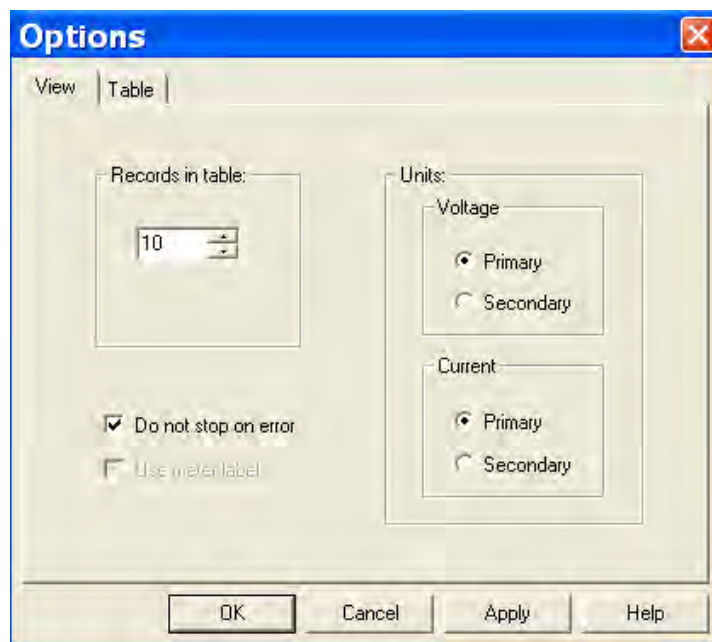 Options
View
Table
Records in table:
10
Do not stop on error
Use meter label
Units:
Voltage
Primary
Secondary
Current
Primary
Secondary
OK
Cancel
Apply
Help